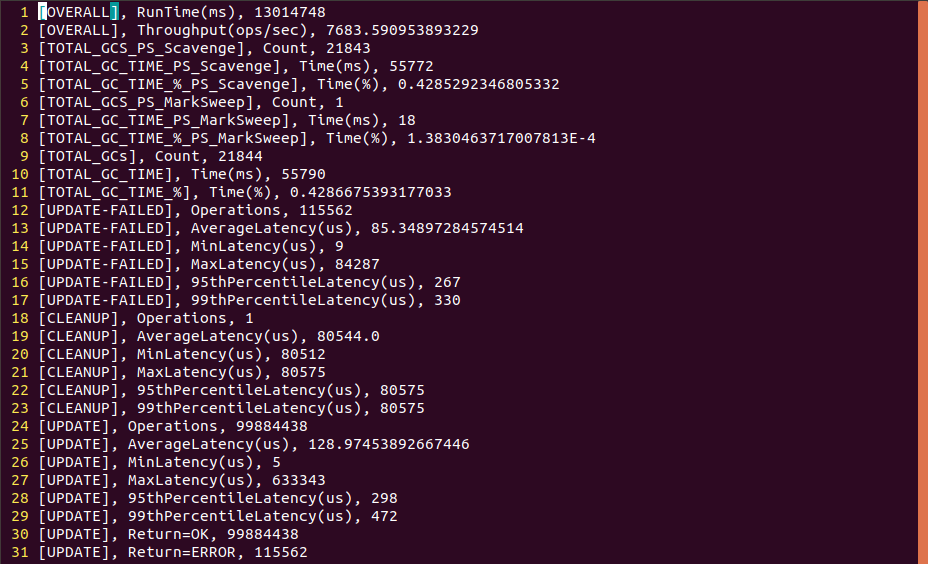 1 [OVERALL], RunTime(ms), 13014748
2 [OVERALL], Throughput(ops/sec), 7683.590953893229
3 [TOTAL_GCS_PS_Scavenge], Count, 21843
4 [TOTAL_GC_TIME_PS_Scavenge], Time(ms), 55772
5 [TOTAL_GC_TIME_%_PS_Scavenge], Time(%), 0.4285292346805332
6 [TOTAL_GCS_PS_MarkSweep], Count, 1
7 [TOTAL_GC_TIME_PS_MarkSweep], Time(ms), 18
8 [TOTAL_GC_TIME_%_PS_MarkSweep], Time(%), 1.3830463717007813E-4
9 [TOTAL_GCs], Count, 21844
10 [TOTAL_GC_TIME], Time(ms), 55790
11 [TOTAL_GC_TIME_%], Time(%), 0.4286675393177033
12 [UPDATE-FAILED], Operations, 115562
13 [UPDATE-FAILED], AverageLatency(us), 85.34897284574514
14 [UPDATE-FAILED], MinLatency(us), 9
15 [UPDATE-FAILED], MaxLatency(us), 84287
16 [UPDATE-FAILED], 95thPercentileLatency(us), 267
17 [UPDATE-FAILED], 99thPercentileLatency(us), 330
18 [CLEANUP], Operations, 1
19 [CLEANUP], AverageLatency(us), 80544.0
20 [CLEANUP], MinLatency(us), 80512
21 [CLEANUP], MaxLatency(us), 80575
22 [CLEANUP], 95thPercentileLatency(us), 80575
23 [CLEANUP], 99thPercentileLatency(us), 80575
24 [UPDATE], Operations, 99884438
25 [UPDATE], AverageLatency(us), 128.97453892667446
26 [UPDATE], MinLatency(us), 5
27 [UPDATE], MaxLatency(us), 633343
28 [UPDATE], 95thPercentileLatency(us), 298
29 [UPDATE], 99thPercentileLatency(us), 472
30 [UPDATE], Return=OK, 99884438
31 [UPDATE], Return=ERROR, 115562